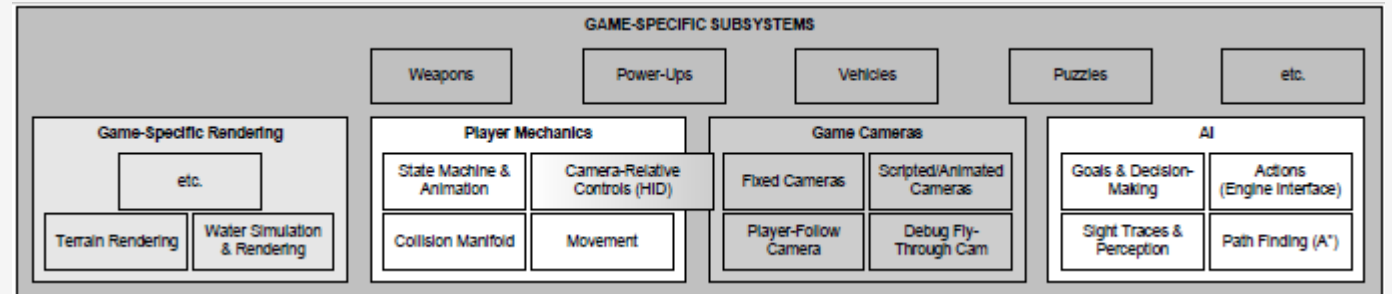 GAME-SPECIFIC SUBSYSTEMS
Weapons
Power-Ups
Vehicles
Puzzles
etc.
Game-Specific Rendering
etc.
Terrain Rendering
Water Simulation
& Rendering
Player Mechanics
State Machine &
Animation
Camera-Relative
Controls (HID)
Collision Manifold
Movement
Game Cameras
Fixed Cameras
Scripted/Animated
Cameras
Player-Follow
Camera
Debug Fly-
Through Cam
AI
Goals & Decision-
Making
Actions
(Engine Interface)
Sight Traces &
Perception
Path Finding (A*)